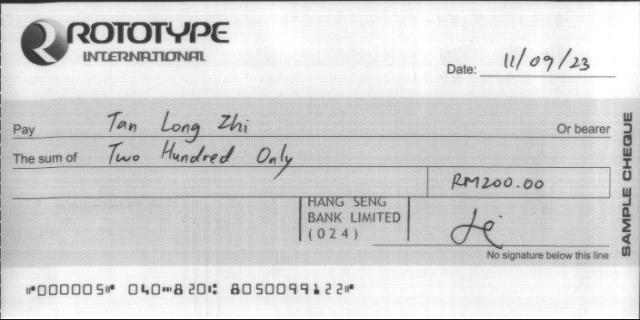 ROTOTYPE
INTERNATIONAL
Date: 11/09/23
Pay Tan Long Zhi Or bearer
The sum of Two Hundred Only
RM200.00
HANG SENG
BANK LIMITED
(024)
No signature below this line
SAMPLE CHEQUE
⑈000005⑈ 040⑉820⑆ 8050099122⑈